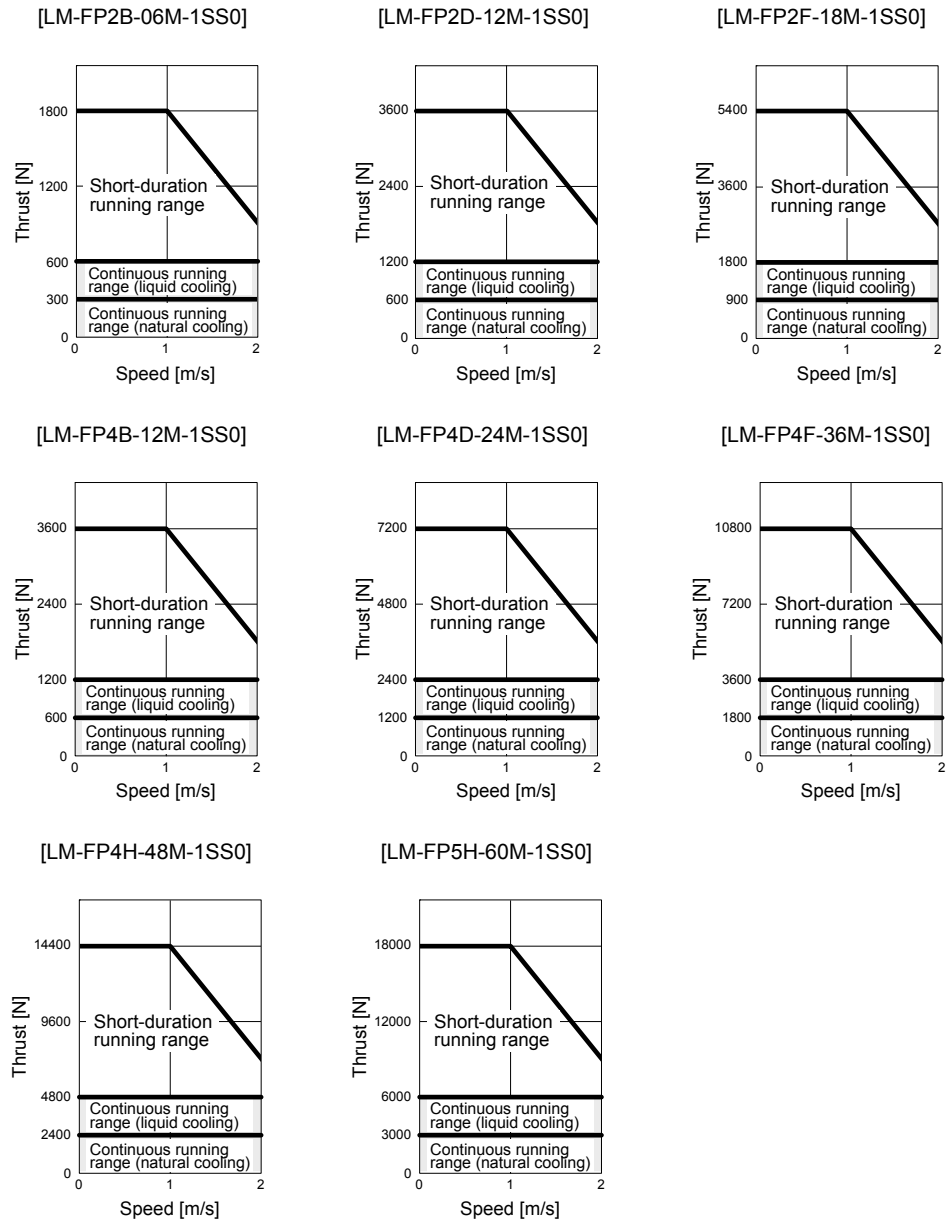 [LM-FP2B-06M-1SS0]
Thrust [N]
1800
1200
600
300
0
Short-duration
running range
Continuous running
range (liquid cooling)
Continuous running
range (natural cooling)
0 1 2
Speed [m/s]
[LM-FP2D-12M-1SS0]
Thrust [N]
3600
2400
1200
600
0
Short-duration
running range
Continuous running
range (liquid cooling)
Continuous running
range (natural cooling)
0 1 2
Speed [m/s]
[LM-FP2F-18M-1SS0]
Thrust [N]
5400
3600
1800
900
0
Short-duration
running range
Continuous running
range (liquid cooling)
Continuous running
range (natural cooling)
0 1 2
Speed [m/s]
[LM-FP4B-12M-1SS0]
Thrust [N]
3600
2400
1200
600
0
Short-duration
running range
Continuous running
range (liquid cooling)
Continuous running
range (natural cooling)
0 1 2
Speed [m/s]
[LM-FP4D-24M-1SS0]
Thrust [N]
7200
4800
2400
1200
0
Short-duration
running range
Continuous running
range (liquid cooling)
Continuous running
range (natural cooling)
0 1 2
Speed [m/s]
[LM-FP4F-36M-1SS0]
Thrust [N]
10800
7200
3600
1800
0
Short-duration
running range
Continuous running
range (liquid cooling)
Continuous running
range (natural cooling)
0 1 2
Speed [m/s]
[LM-FP4H-48M-1SS0]
Thrust [N]
14400
9600
4800
2400
0
Short-duration
running range
Continuous running
range (liquid cooling)
Continuous running
range (natural cooling)
0 1 2
Speed [m/s]
[LM-FP5H-60M-1SS0]
Thrust [N]
18000
12000
6000
3000
0
Short-duration
running range
Continuous running
range (liquid cooling)
Continuous running
range (natural cooling)
0 1 2
Speed [m/s]